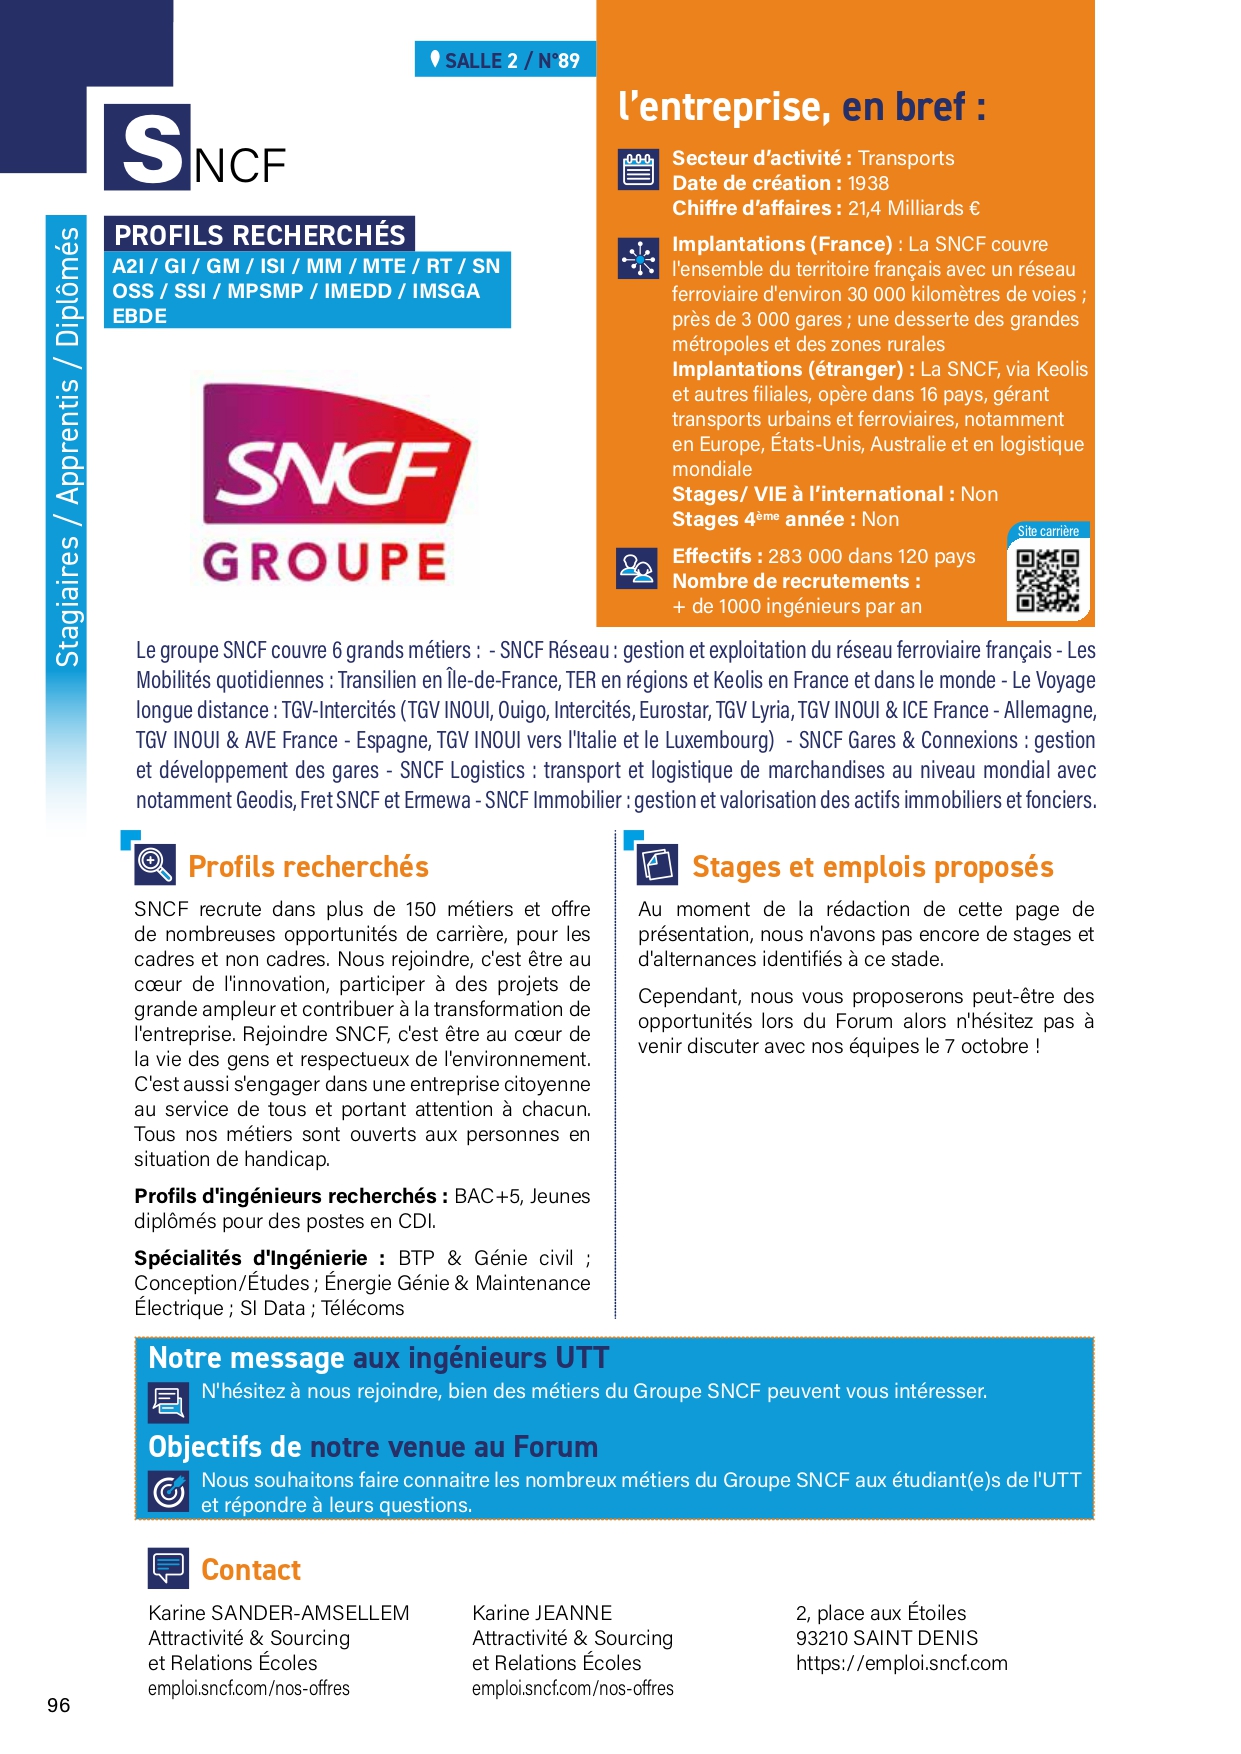 SALLE 2 / N°89
SNCF
PROFILS RECHERCHÉS
A2I / GI / GM / ISI / MM / MTE / RT / SN
OSS / SSI / MPSMP / IMEDD / IMSGA
EBDE
Stagiaires / Apprentis / Diplômés
SNCF
GROUPE
l'entreprise, en bref :
Secteur d'activité : Transports
Date de création : 1938
Chiffre d'affaires : 21,4 Milliards €
Implantations (France) : La SNCF couvre
l'ensemble du territoire français avec un réseau
ferroviaire d'environ 30 000 kilomètres de voies ;
près de 3 000 gares ; une desserte des grandes
métropoles et des zones rurales
Implantations (étranger) : La SNCF, via Keolis
et autres filiales, opère dans 16 pays, gérant
transports urbains et ferroviaires, notamment
en Europe, États-Unis, Australie et en logistique
mondiale
Stages/ VIE à l'international : Non
Stages 4ème année : Non
Site carrière
Effectifs : 283 000 dans 120 pays
Nombre de recrutements :
+ de 1000 ingénieurs par an
Le groupe SNCF couvre 6 grands métiers : - SNCF Réseau : gestion et exploitation du réseau ferroviaire français - Les
Mobilités quotidiennes : Transilien en Île-de-France, TER en régions et Keolis en France et dans le monde - Le Voyage
longue distance : TGV-Intercités (TGV INOUI, Ouigo, Intercités, Eurostar, TGV Lyria, TGV INOUI & ICE France - Allemagne,
TGV INOUI & AVE France - Espagne, TGV INOUI vers l'Italie et le Luxembourg) - SNCF Gares & Connexions : gestion
et développement des gares - SNCF Logistics : transport et logistique de marchandises au niveau mondial avec
notamment Geodis, Fret SNCF et Ermewa - SNCF Immobilier : gestion et valorisation des actifs immobiliers et fonciers.
Profils recherchés
SNCF recrute dans plus de 150 métiers et offre
de nombreuses opportunités de carrière, pour les
cadres et non cadres. Nous rejoindre, c'est être au
cœur de l'innovation, participer à des projets de
grande ampleur et contribuer à la transformation de
l'entreprise. Rejoindre SNCF, c'est être au cœur de
la vie des gens et respectueux de l'environnement.
C'est aussi s'engager dans une entreprise citoyenne
au service de tous et portant attention à chacun.
Tous nos métiers sont ouverts aux personnes en
situation de handicap.
Profils d'ingénieurs recherchés : BAC+5, Jeunes
diplômés pour des postes en CDI.
Spécialités d'Ingénierie : BTP & Génie civil ;
Conception/Études ; Énergie Génie & Maintenance
Électrique ; SI Data ; Télécoms
Stages et emplois proposés
Au moment de la rédaction de cette page de
présentation, nous n'avons pas encore de stages et
d'alternances identifiés à ce stade.
Cependant, nous vous proposerons peut-être des
opportunités lors du Forum alors n'hésitez pas à
venir discuter avec nos équipes le 7 octobre !
Notre message aux ingénieurs UTT
N'hésitez à nous rejoindre, bien des métiers du Groupe SNCF peuvent vous intéresser.
Objectifs de notre venue au Forum
Nous souhaitons faire connaitre les nombreux métiers du Groupe SNCF aux étudiant(e)s de l'UTT
et répondre à leurs questions.
Contact
Karine SANDER-AMSELLEM
Attractivité & Sourcing
et Relations Écoles
emploi.sncf.com/nos-offres
Karine JEANNE
Attractivité & Sourcing
et Relations Écoles
emploi.sncf.com/nos-offres
2, place aux Étoiles
93210 SAINT DENIS
https://emploi.sncf.com
96